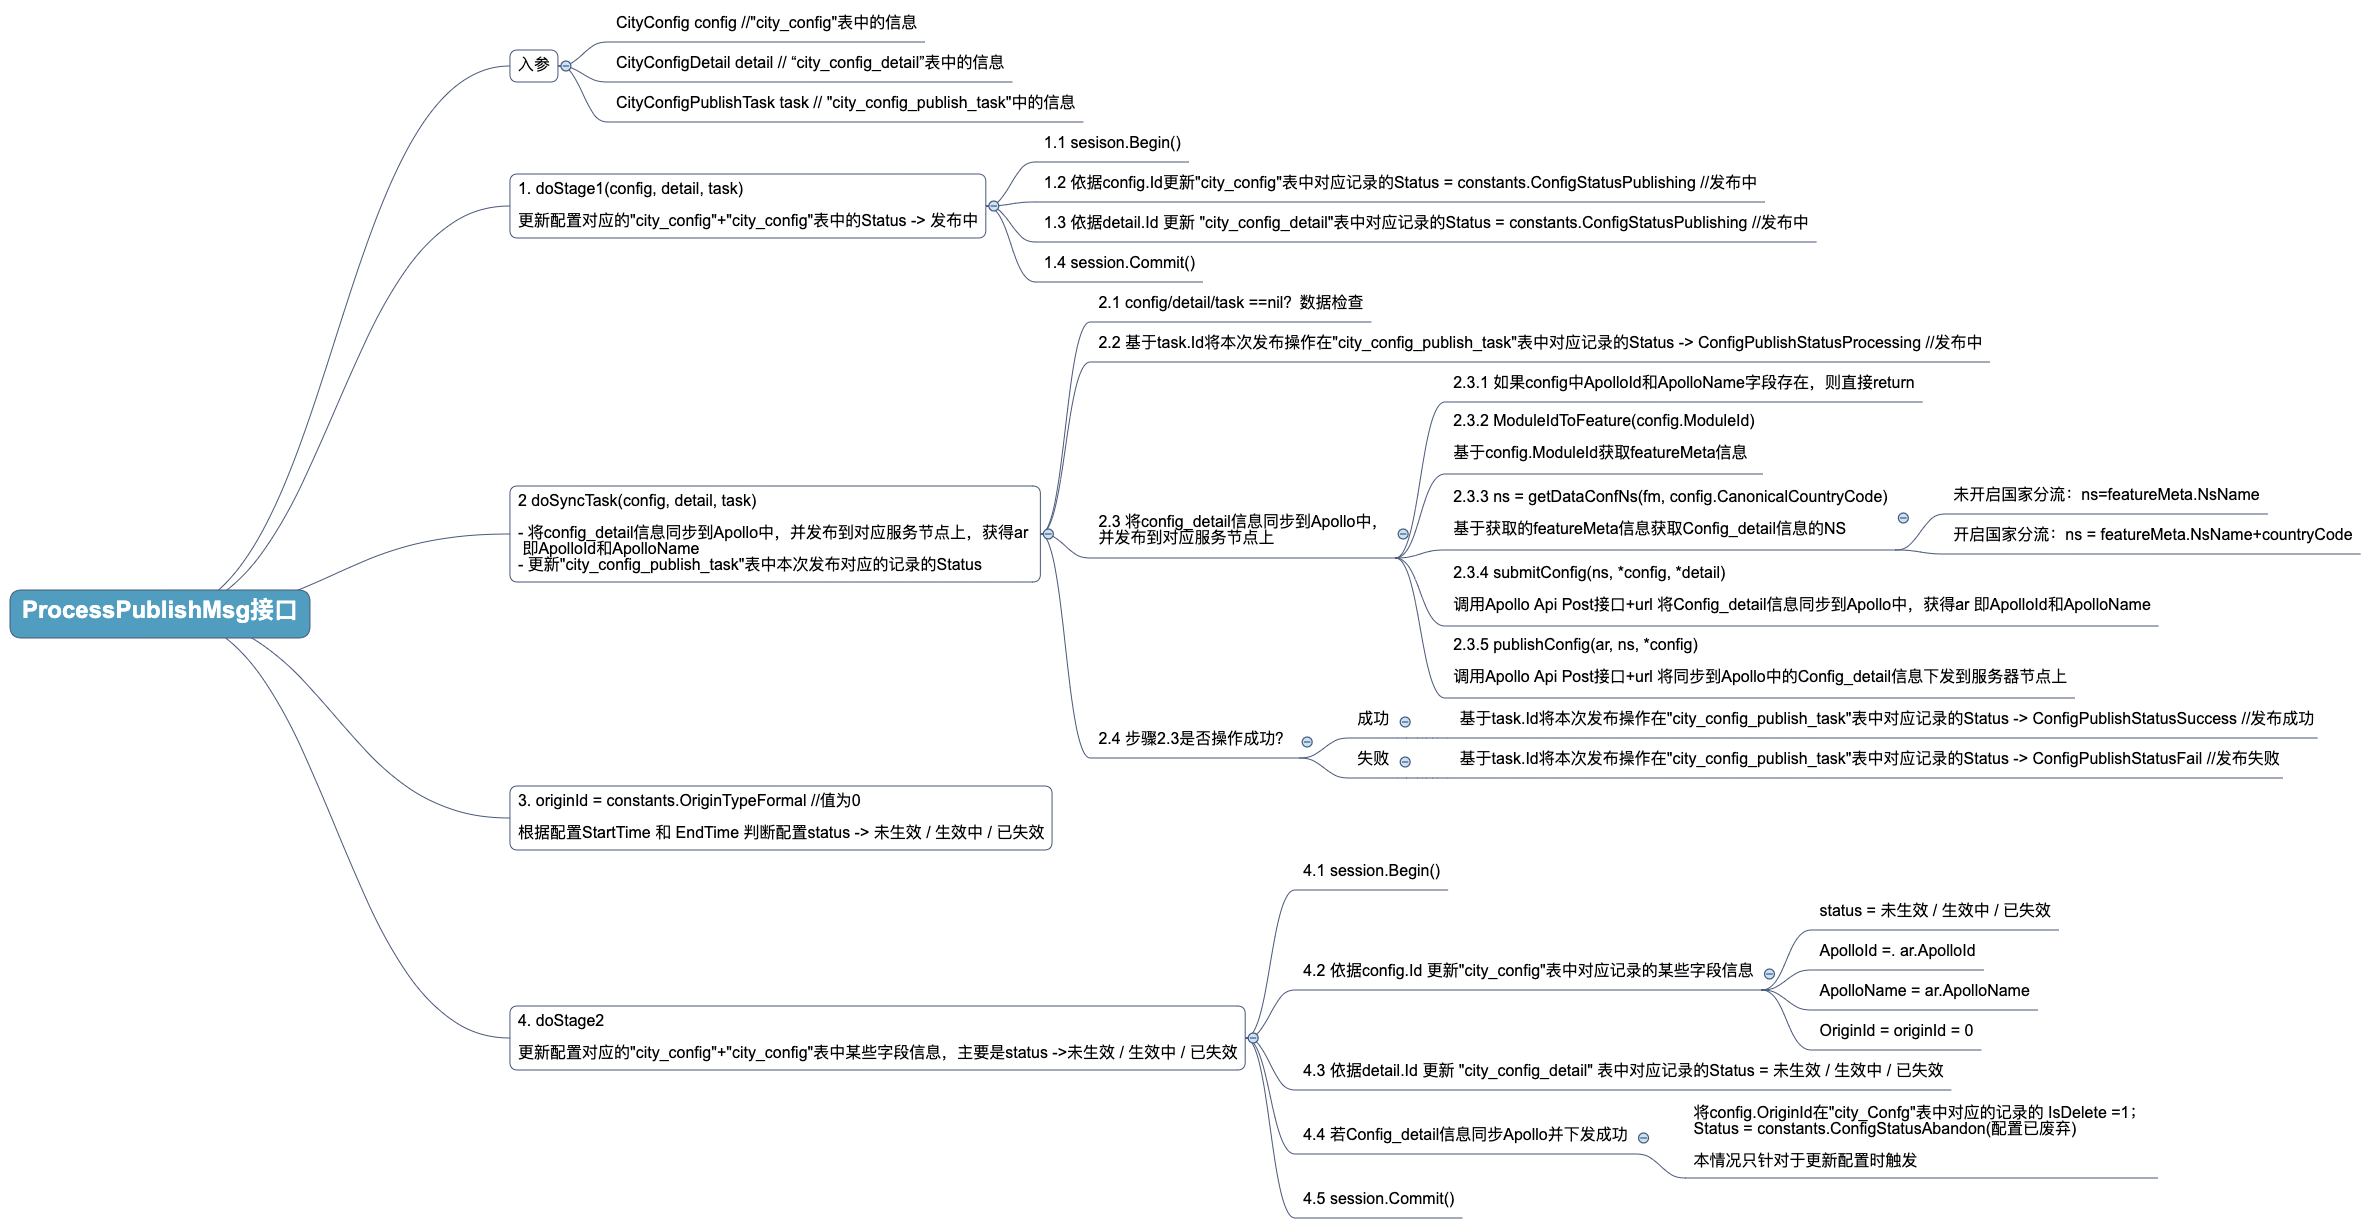 ProcessPublishMsg接口
入参
CityConfig config //"city_config"表中的信息
CityConfigDetail detail // “city_config_detail”表中的信息
CityConfigPublishTask task // "city_config_publish_task"中的信息
1. doStage1(config, detail, task)
更新配置对应的"city_config"+"city_config"表中的Status -> 发布中
1.1 sesison.Begin()
1.2 依据config.Id更新"city_config"表中对应记录的Status = constants.ConfigStatusPublishing //发布中
1.3 依据detail.Id 更新 "city_config_detail"表中对应记录的Status = constants.ConfigStatusPublishing //发布中
1.4 session.Commit()
2 doSyncTask(config, detail, task)
- 将config_detail信息同步到Apollo中，并发布到对应服务节点上，获得ar
即ApolloId和ApolloName
- 更新"city_config_publish_task"表中本次发布对应的记录的Status
2.1 config/detail/task ==nil？数据检查
2.2 基于task.Id将本次发布操作在"city_config_publish_task"表中对应记录的Status -> ConfigPublishStatusProcessing //发布中
2.3 将config_detail信息同步到Apollo中，
并发布到对应服务节点上
2.3.1 如果config中ApolloId和ApolloName字段存在，则直接return
2.3.2 ModuleIdToFeature(config.ModuleId)
基于config.ModuleId获取featureMeta信息
2.3.3 ns = getDataConfNs(fm, config.CanonicalCountryCode)
基于获取的featureMeta信息获取Config_detail信息的NS
未开启国家分流：ns=featureMeta.NsName
开启国家分流：ns = featureMeta.NsName+countryCode
2.3.4 submitConfig(ns, *config, *detail)
调用Apollo Api Post接口+url 将Config_detail信息同步到Apollo中，获得ar 即ApolloId和ApolloName
2.3.5 publishConfig(ar, ns, *config)
调用Apollo Api Post接口+url 将同步到Apollo中的Config_detail信息下发到服务器节点上
2.4 步骤2.3是否操作成功？
成功
基于task.Id将本次发布操作在"city_config_publish_task"表中对应记录的Status -> ConfigPublishStatusSuccess //发布成功
失败
基于task.Id将本次发布操作在"city_config_publish_task"表中对应记录的Status -> ConfigPublishStatusFail //发布失败
3. originId = constants.OriginTypeFormal //值为0
根据配置StartTime 和 EndTime 判断配置status -> 未生效 / 生效中 / 已失效
4. doStage2
更新配置对应的"city_config"+"city_config"表中某些字段信息，主要是status ->未生效 / 生效中 / 已失效
4.1 session.Begin()
4.2 依据config.Id 更新"city_config"表中对应记录的某些字段信息
status = 未生效 / 生效中 / 已失效
ApolloId =. ar.ApolloId
ApolloName = ar.ApolloName
OriginId = originId = 0
4.3 依据detail.Id 更新 "city_config_detail" 表中对应记录的Status = 未生效 / 生效中 / 已失效
4.4 若Config_detail信息同步Apollo并下发成功
将config.OriginId在"city_Confg"表中对应的记录的 IsDelete =1；
Status = constants.ConfigStatusAbandon(配置已废弃)
本情况只针对于更新配置时触发
4.5 session.Commit()